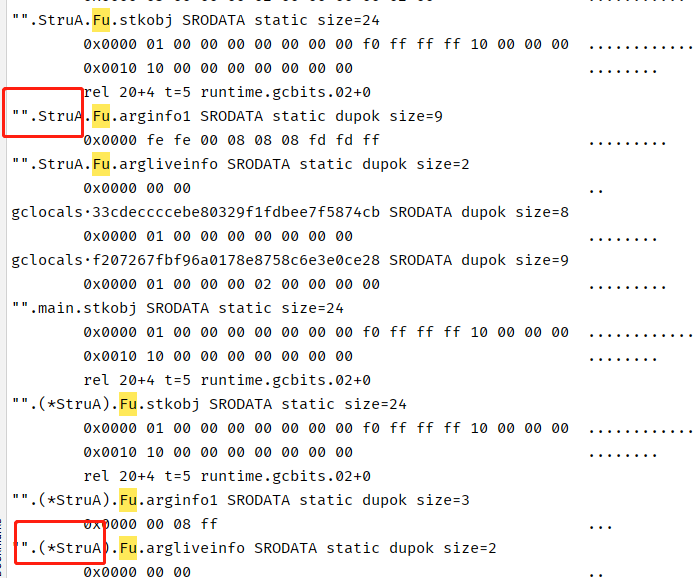 "".StruA.Fu.stkobj SRODATA static size=24
0x0000 01 00 00 00 00 00 00 00 f0 ff ff ff 10 00 00 00 ............
0x0010 10 00 00 00 00 00 00 00 ........
rel 20+4 t=5 runtime.gcbits.02+0
"".StruA.Fu.arginfo1 SRODATA static dupok size=9
0x0000 fe fe 00 08 08 08 fd fd ff .........
"".StruA.Fu.argliveinfo SRODATA static dupok size=2
0x0000 00 00 ..
gclocals·33cdeccccebe80329f1fdbee7f5874cb SRODATA dupok size=8
0x0000 01 00 00 00 00 00 00 00 ........
gclocals·f207267fbf96a0178e8758c6e3e0ce28 SRODATA dupok size=9
0x0000 01 00 00 00 02 00 00 00 00 .........
"".main.stkobj SRODATA static size=24
0x0000 01 00 00 00 00 00 00 00 f0 ff ff ff 10 00 00 00 ............
0x0010 10 00 00 00 00 00 00 00 ........
rel 20+4 t=5 runtime.gcbits.02+0
"".(*StruA).Fu.stkobj SRODATA static size=24
0x0000 01 00 00 00 00 00 00 00 f0 ff ff ff 10 00 00 00 ............
0x0010 10 00 00 00 00 00 00 00 ........
rel 20+4 t=5 runtime.gcbits.02+0
"".(*StruA).Fu.arginfo1 SRODATA static dupok size=3
0x0000 00 08 ff ...
"".(*StruA).Fu.argliveinfo SRODATA static dupok size=2
0x0000 00 00 ..